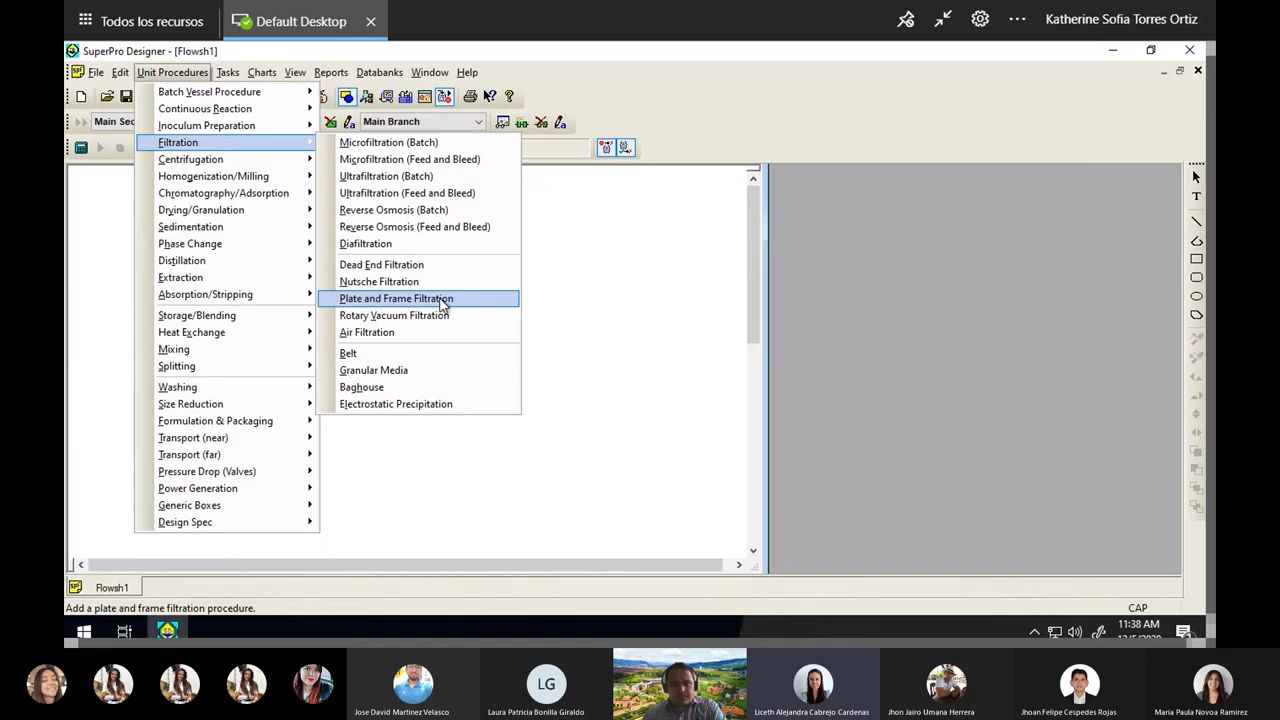 Todos los recursos
Default Desktop
Katherine Sofia Torres Ortiz
SuperPro Designer - [Flowsh1]
File Edit Unit Procedures Tasks Charts View Reports Databanks Window Help
Main Sec
Main Branch
Batch Vessel Procedure
Continuous Reaction
Inoculum Preparation
Filtration
Centrifugation
Homogenization/Milling
Chromatography/Adsorption
Drying/Granulation
Sedimentation
Phase Change
Distillation
Extraction
Absorption/Stripping
Storage/Blending
Heat Exchange
Mixing
Splitting
Washing
Size Reduction
Formulation & Packaging
Transport (near)
Transport (far)
Pressure Drop (Valves)
Power Generation
Generic Boxes
Design Spec
Microfiltration (Batch)
Microfiltration (Feed and Bleed)
Ultrafiltration (Batch)
Ultrafiltration (Feed and Bleed)
Reverse Osmosis (Batch)
Reverse Osmosis (Feed and Bleed)
Diafiltration
Dead End Filtration
Nutsche Filtration
Plate and Frame Filtration
Rotary Vacuum Filtration
Air Filtration
Belt
Granular Media
Baghouse
Electrostatic Precipitation
T
Flowsh1
Add a plate and frame filtration procedure.
CAP
11:38 AM
LG
Jose David Martinez Velasco
Laura Patricia Bonilla Giraldo
Liceth Alejandra Cabrejo Cardenas
Jhon Jairo Umana Herrera
Jhoan Felipe Cespedes Rojas
Maria Paula Novoa Ramirez